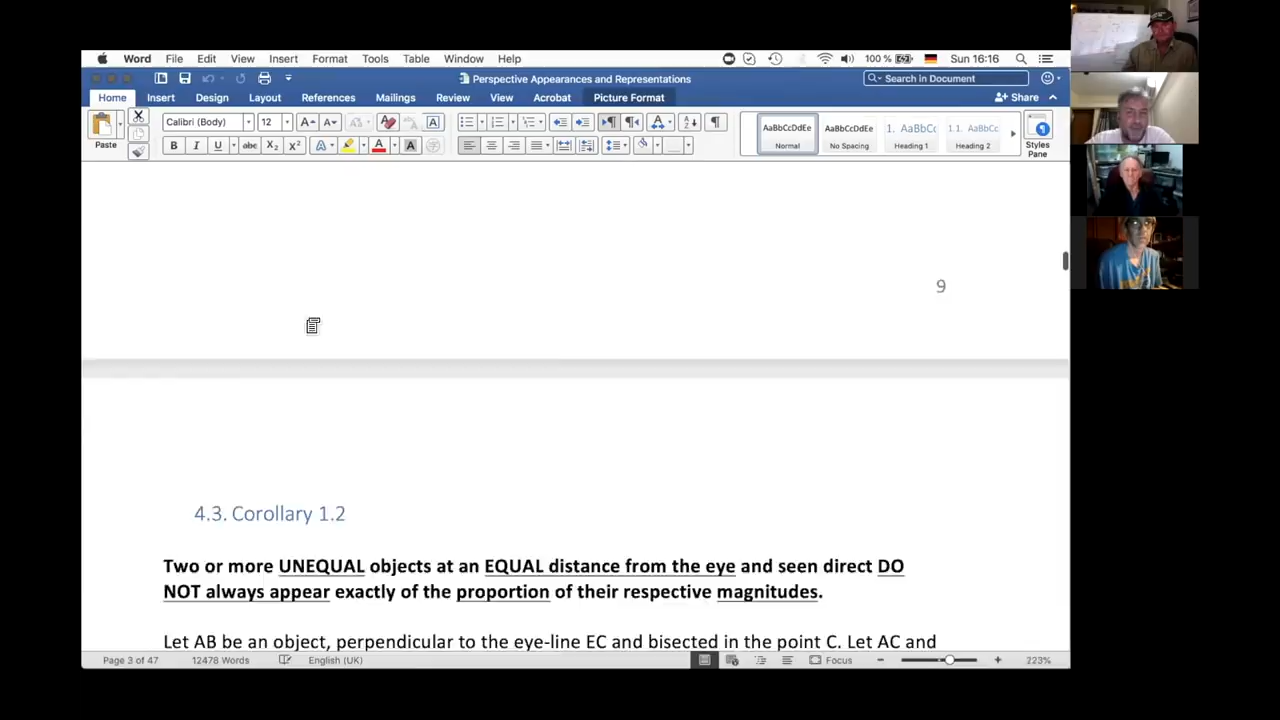 Word File Edit View Insert Format Tools Table Window Help 100 % Sun 16:16
Perspective Appearances and Representations Search in Document
Home Insert Design Layout References Mailings Review View Acrobat Picture Format Share
Calibri (Body) 12
Paste
AaBbCcDdEe AaBbCcDdEe 1. AaBbCc 1.1. AaBbCc
Normal No Spacing Heading 1 Heading 2 Styles Pane
9
4.3. Corollary 1.2
Two or more UNEQUAL objects at an EQUAL distance from the eye and seen direct DO
NOT always appear exactly of the proportion of their respective magnitudes.
Let AB be an object, perpendicular to the eye-line EC and bisected in the point C. Let AC and
Page 3 of 47 12478 Words English (UK) Focus 223%